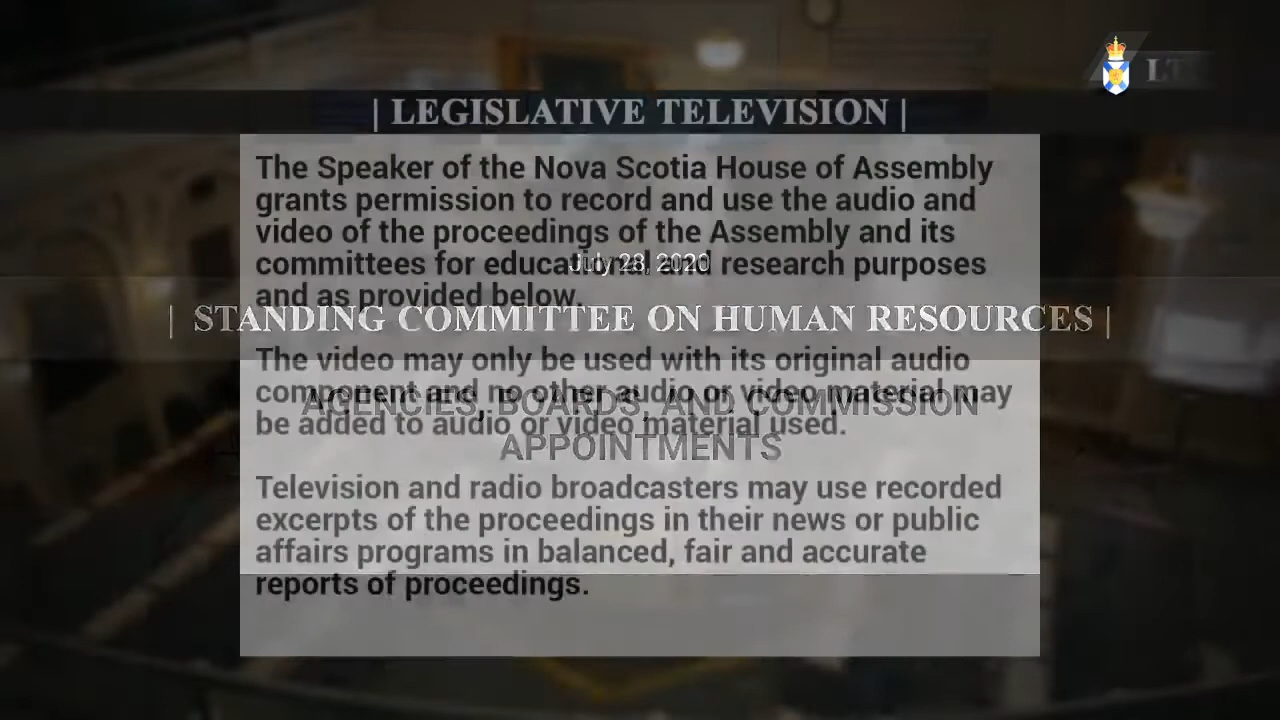 LT
| LEGISLATIVE TELEVISION |
The Speaker of the Nova Scotia House of Assembly
grants permission to record and use the audio and
video of the proceedings of the Assembly and its
committees for educational and research purposes
July 28, 2020
and as provided below.
| STANDING COMMITTEE ON HUMAN RESOURCES |
The video may only be used with its original audio
component and no other audio or video material may
AGENCIES, BOARDS, AND COMMISSION
be added to audio or video material used.
APPOINTMENTS
Television and radio broadcasters may use recorded
excerpts of the proceedings in their news or public
affairs programs in balanced, fair and accurate
reports of proceedings.